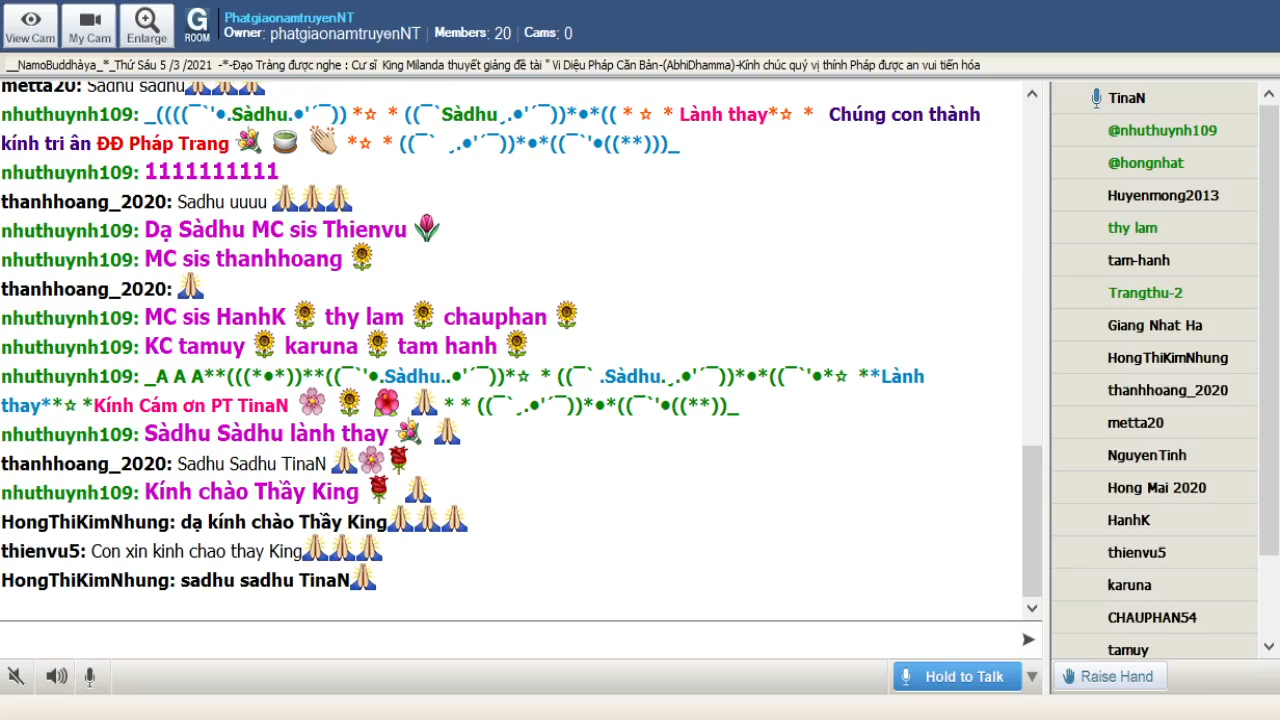 View Cam
My Cam
Enlarge
G
ROOM
PhatgiaonamtruyenNT
Owner: phatgiaonamtruyenNT | Members: 20 | Cams: 0
__NamoBuddhàya_*_Thứ Sáu 5 /3 /2021 -*-Đạo Tràng được nghe : Cư sĩ King Milanda thuyết giảng đề tài " Vi Diệu Pháp Căn Bản-(AbhiDhamma)-Kính chúc quý vị thính Pháp được an vui tiến hóa
metta20: Sadhu sadhu🙏🙏🙏
nhuthuynh109: _((((¯`'•.Sàdhu.•'´¯)) *☆ * ((¯`Sàdhu¸.•'´¯))*•*(( * ☆ * Lành thay*☆ * Chúng con thành
kính tri ân ĐĐ Pháp Trang 💐 🍵 👏 *☆ * ((¯` ¸.•'´¯))*•*((¯`'•((**)))_
nhuthuynh109: 1111111111
thanhhoang_2020: Sadhu uuuu 🙏🙏🙏
nhuthuynh109: Dạ Sàdhu MC sis Thienvu 🌷
nhuthuynh109: MC sis thanhhoang 🌻
thanhhoang_2020: 🙏
nhuthuynh109: MC sis HanhK 🌻 thy lam 🌻 chauphan 🌻
nhuthuynh109: KC tamuy 🌻 karuna 🌻 tam hanh 🌻
nhuthuynh109: _A A A**(((*•*))**((¯`'•.Sàdhu..•'´¯))*☆ * ((¯` .Sàdhu.¸.•'´¯))*•*((¯`'•*☆ **Lành
thay**☆ *Kính Cám ơn PT TinaN 🌸 🌻 🌺 🙏 * * ((¯`¸.•'´¯))*•*((¯`'•((**))_
nhuthuynh109: Sàdhu Sàdhu lành thay 💐 🙏
thanhhoang_2020: Sadhu Sadhu TinaN 🙏🌸🌹
nhuthuynh109: Kính chào Thầy King 🌹 🙏
HongThiKimNhung: dạ kính chào Thầy King🙏🙏🙏
thienvu5: Con xin kinh chao thay King🙏🙏🙏
HongThiKimNhung: sadhu sadhu TinaN🙏
TinaN
@nhuthuynh109
@hongnhat
Huyenmong2013
thy lam
tam-hanh
Trangthu-2
Giang Nhat Ha
HongThiKimNhung
thanhhoang_2020
metta20
NguyenTinh
Hong Mai 2020
HanhK
thienvu5
karuna
CHAUPHAN54
tamuy
Hold to Talk
Raise Hand